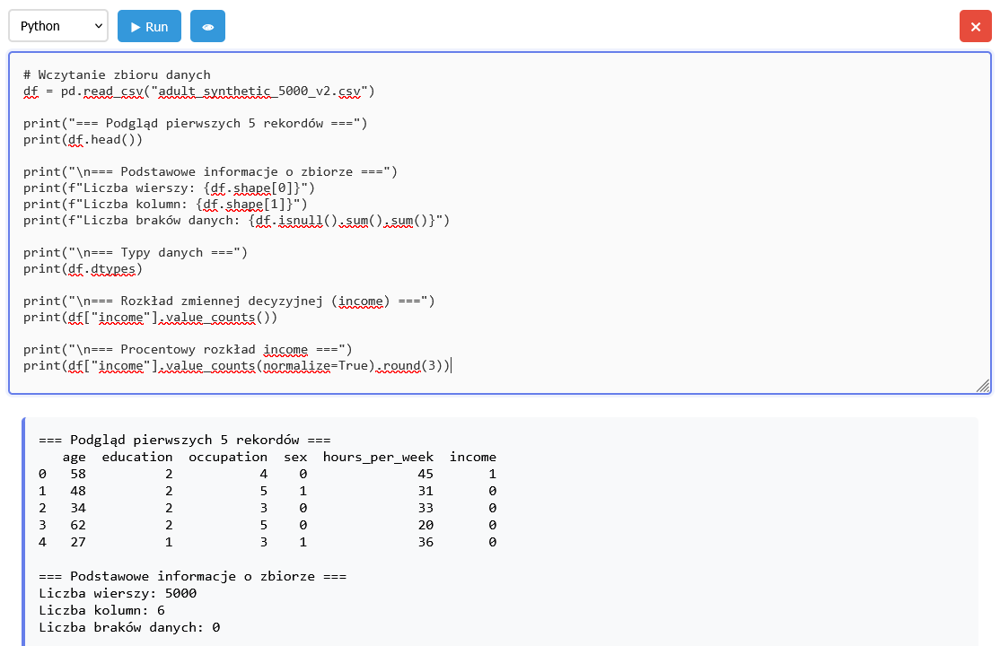 Python
Run
# Wczytanie zbioru danych
df = pd.read_csv("adult_synthetic_5000_v2.csv")
print("=== Podgląd pierwszych 5 rekordów ===")
print(df.head())
print("\n=== Podstawowe informacje o zbiorze ===")
print(f"Liczba wierszy: {df.shape[0]}")
print(f"Liczba kolumn: {df.shape[1]}")
print(f"Liczba braków danych: {df.isnull().sum().sum()}")
print("\n=== Typy danych ===")
print(df.dtypes)
print("\n=== Rozkład zmiennej decyzyjnej (income) ===")
print(df["income"].value_counts())
print("\n=== Procentowy rozkład income ===")
print(df["income"].value_counts(normalize=True).round(3))
=== Podgląd pierwszych 5 rekordów ===
   age  education  occupation  sex  hours_per_week  income
0   58          2           4    0              45       1
1   48          2           5    1              31       0
2   34          2           3    0              33       0
3   62          2           5    0              20       0
4   27          1           3    1              36       0
=== Podstawowe informacje o zbiorze ===
Liczba wierszy: 5000
Liczba kolumn: 6
Liczba braków danych: 0